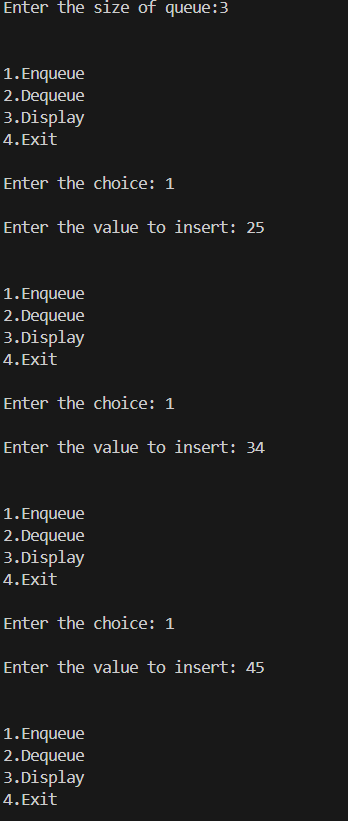 Enter the size of queue:3
1.Enqueue
2.Dequeue
3.Display
4.Exit
Enter the choice: 1
Enter the value to insert: 25
1.Enqueue
2.Dequeue
3.Display
4.Exit
Enter the choice: 1
Enter the value to insert: 34
1.Enqueue
2.Dequeue
3.Display
4.Exit
Enter the choice: 1
Enter the value to insert: 45
1.Enqueue
2.Dequeue
3.Display
4.Exit